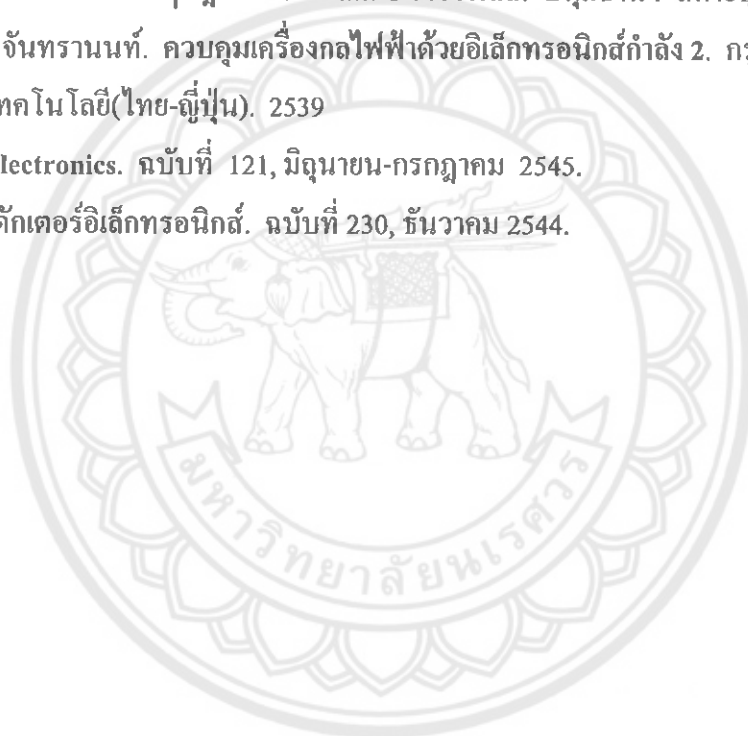 จันทรานนท์. ควบคุมเครื่องกลไฟฟ้าด้วยอิเล็กทรอนิกส์กำลัง 2. กร
ทคโนโลยี(ไทย-ญี่ปุ่น). 2539
lectronics. ฉบับที่ 121, มิถุนายน-กรกฎาคม 2545.
ดักเตอร์อิเล็กทรอนิกส์. ฉบับที่ 230, ธันวาคม 2544.
มหาวิทยาลัยนเรศวร